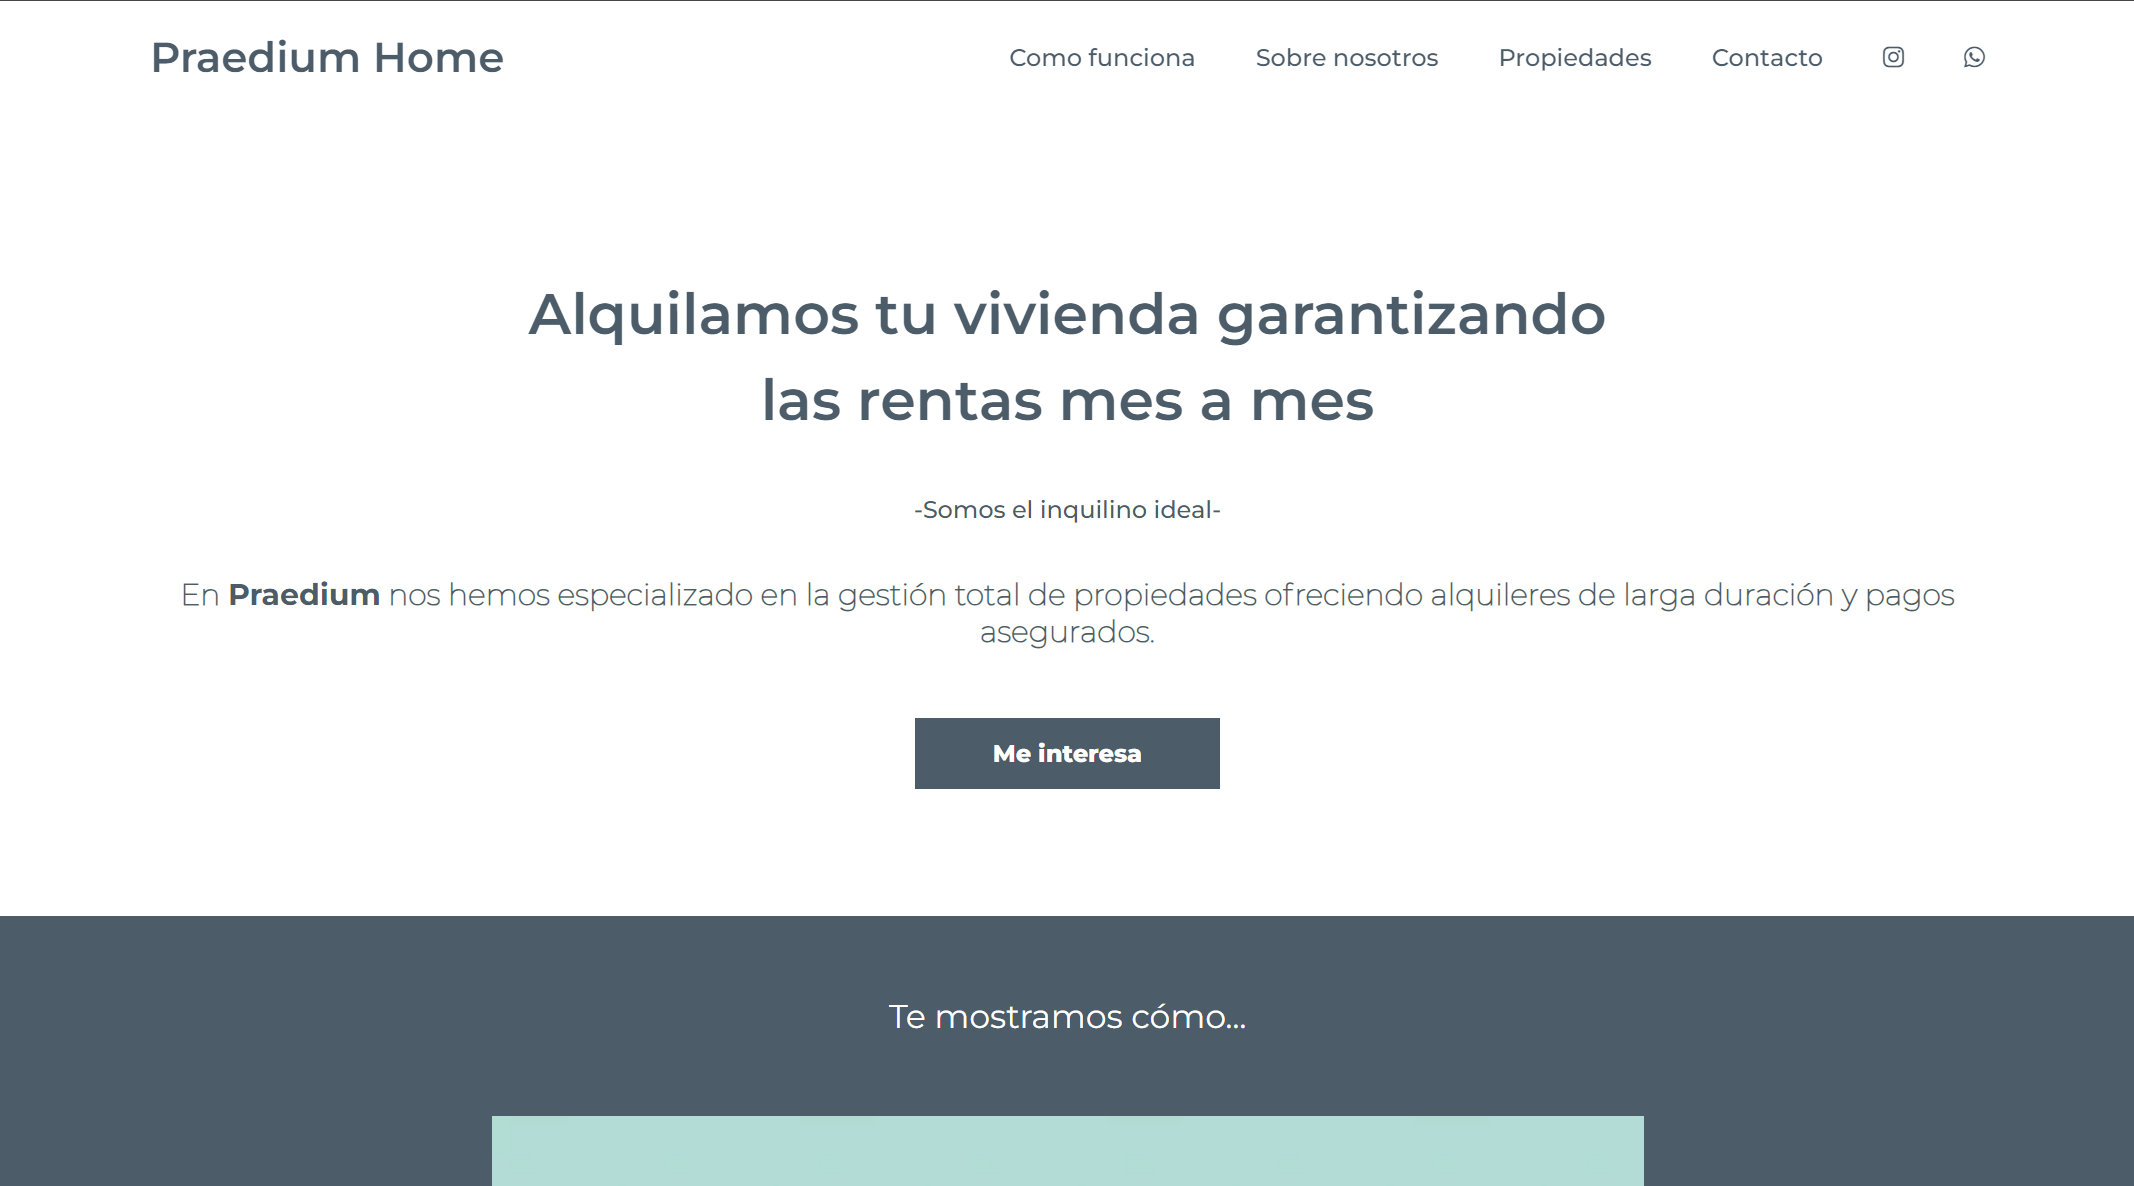 Praedium Home
Como funciona
Sobre nosotros
Propiedades
Contacto
Alquilamos tu vivienda garantizando
las rentas mes a mes
-Somos el inquilino ideal-
En Praedium nos hemos especializado en la gestión total de propiedades ofreciendo alquileres de larga duración y pagos
asegurados.
Me interesa
Te mostramos cómo...